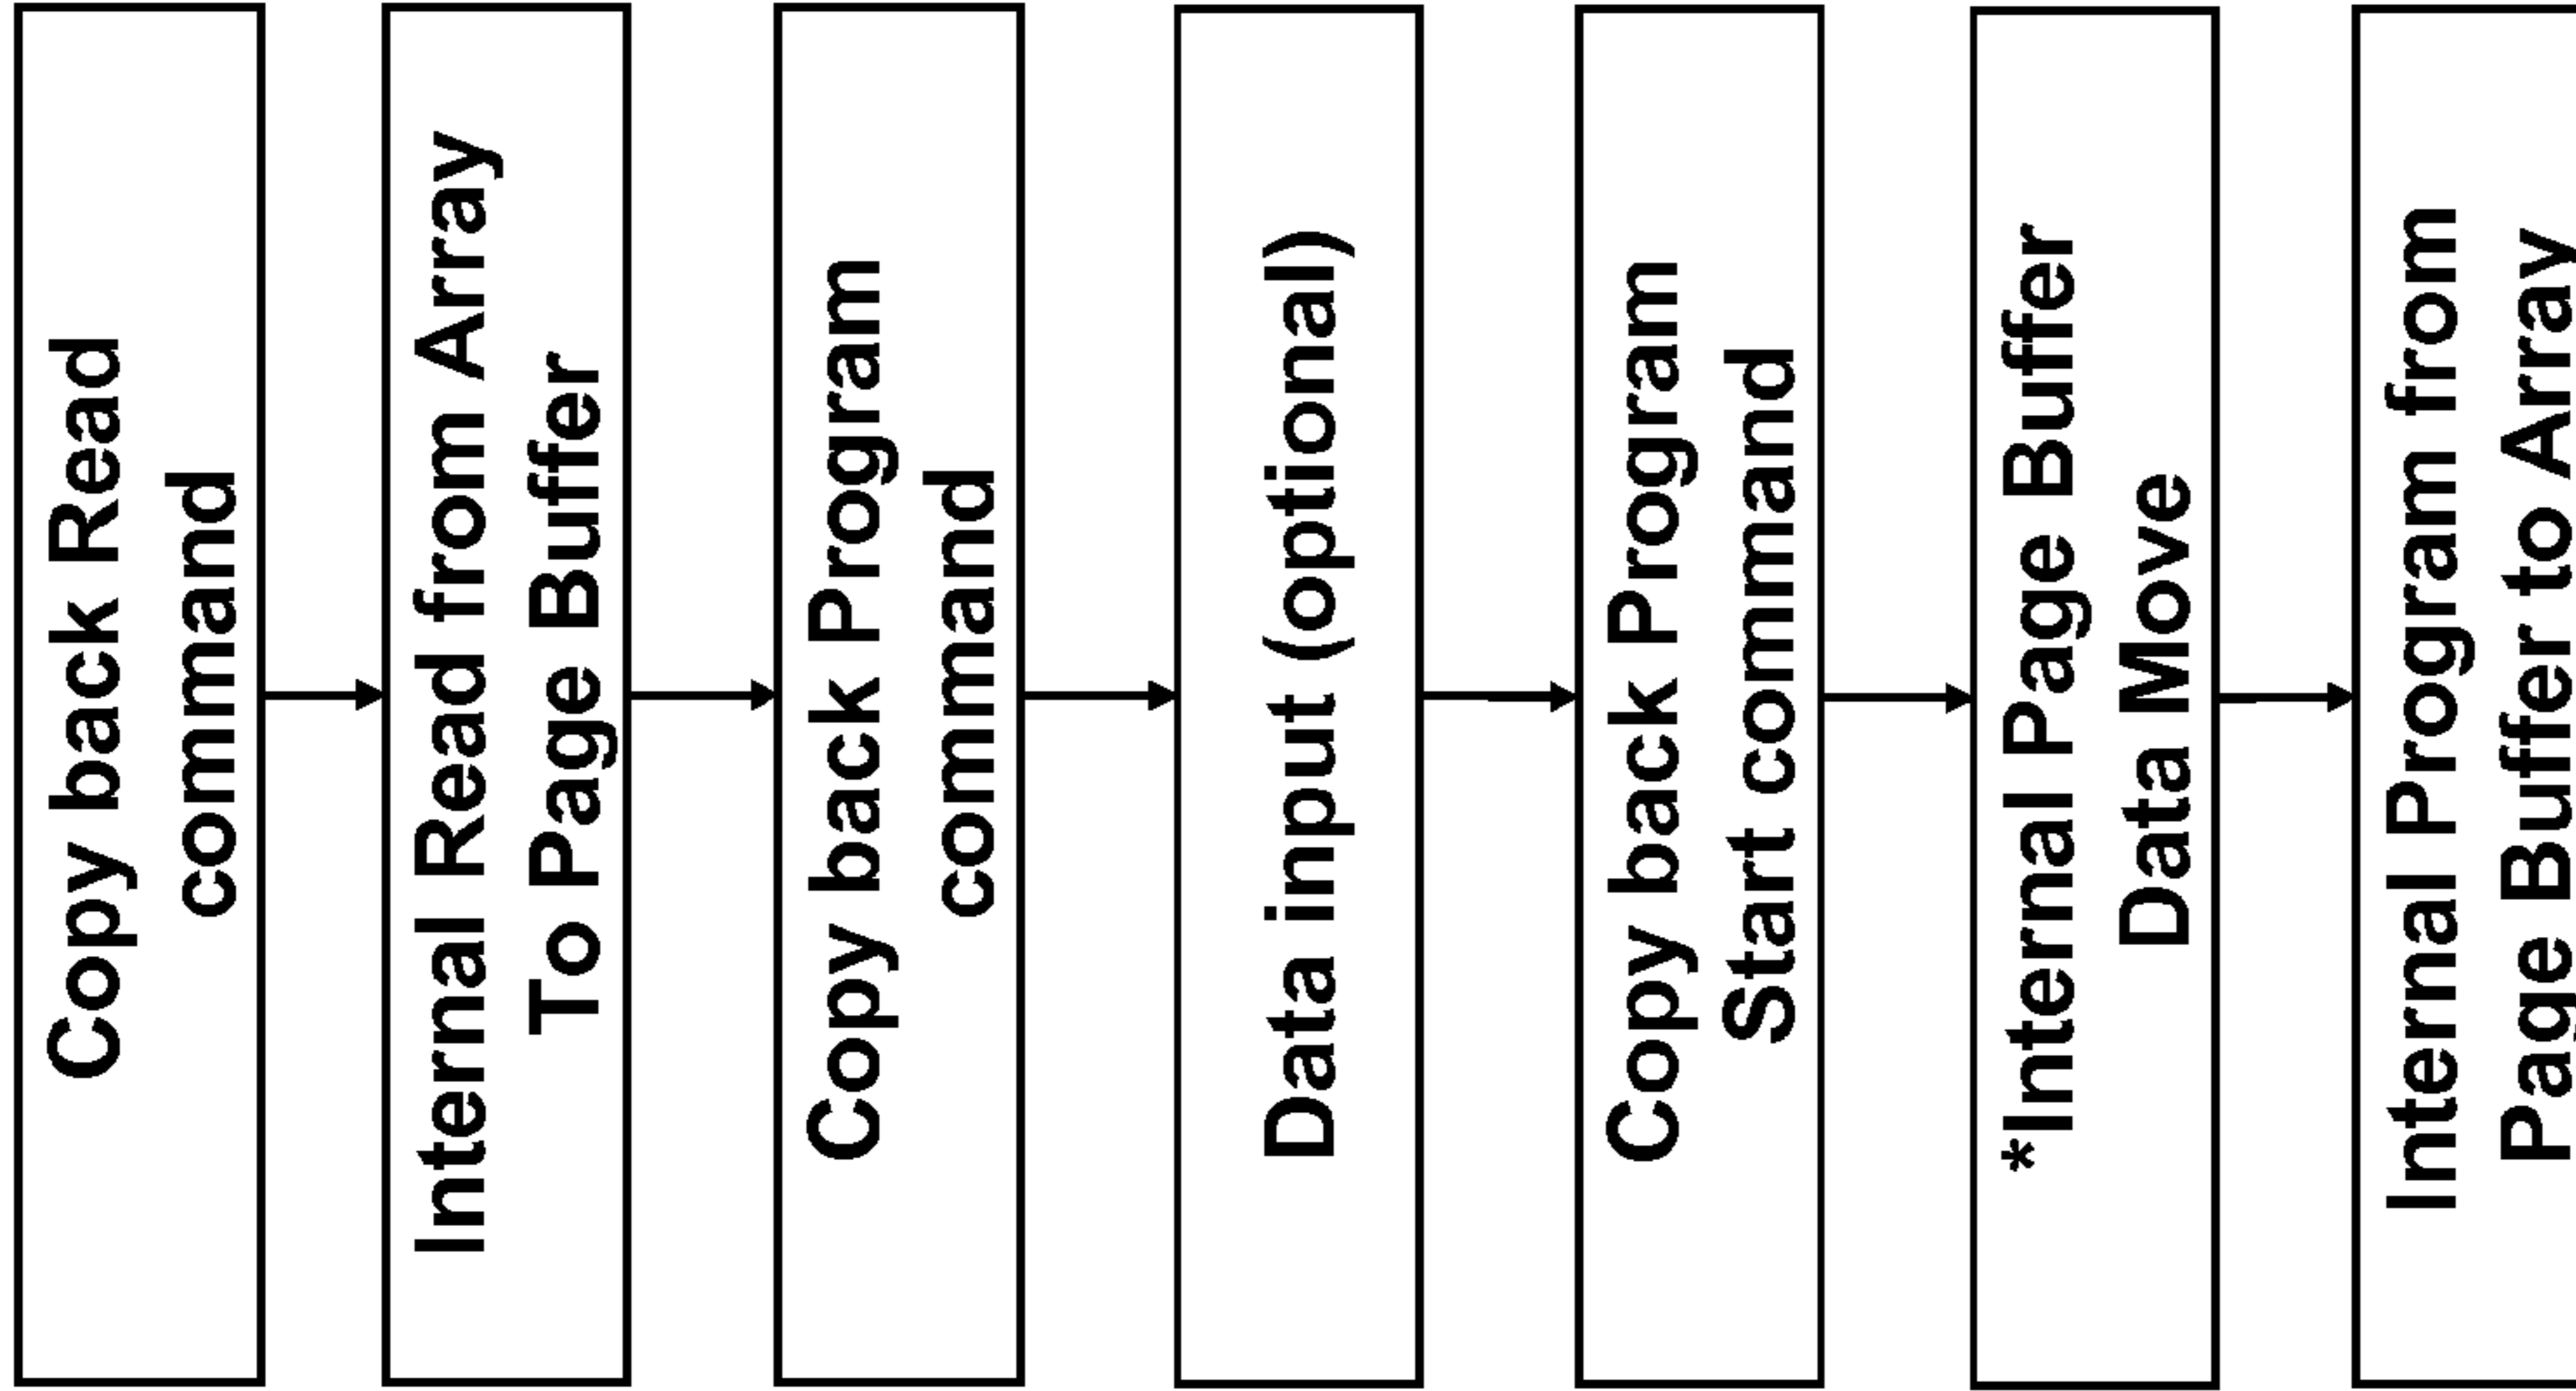 Copy back Read
command
Internal Read from Array
To Page Buffer
Copy back Program
command
Data input (optional)
Copy back Program
Start command
*Internal Page Buffer
Data Move
Internal Program from
Page Buffer to Array